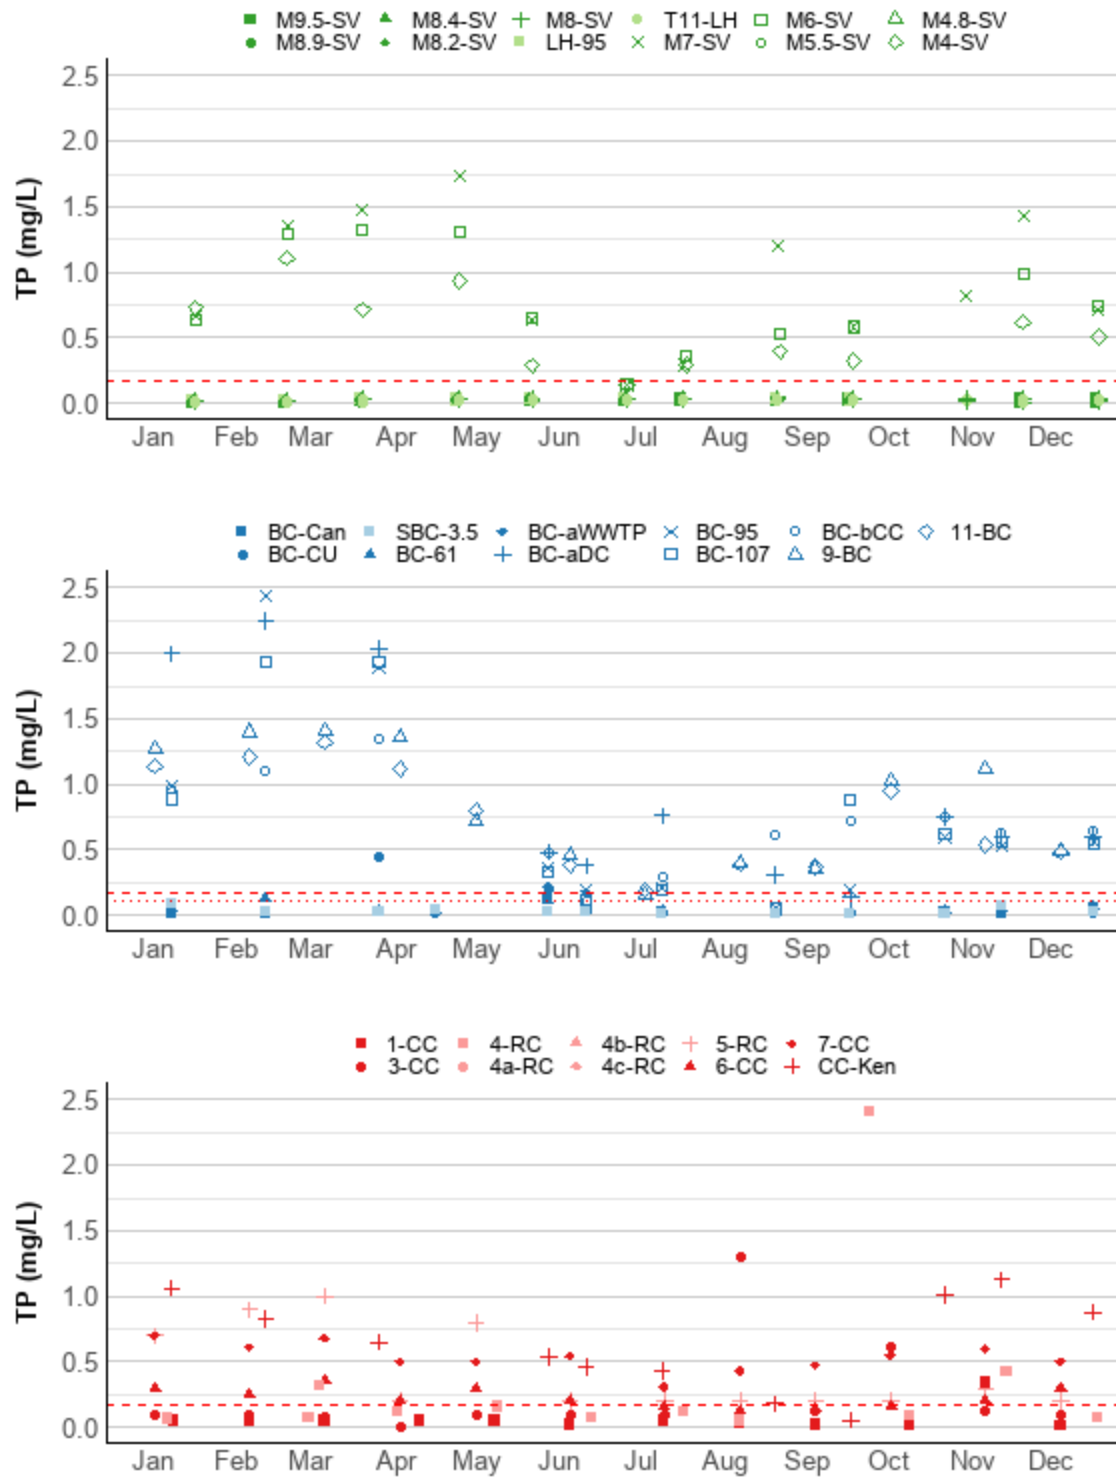 M9.5-SV M8.4-SV M8-SV T11-LH M6-SV M4.8-SV
M8.9-SV M8.2-SV LH-95 M7-SV M5.5-SV M4-SV
TP (mg/L)
2.5
2.0
1.5
1.0
0.5
0.0
Jan Feb Mar Apr May Jun Jul Aug Sep Oct Nov Dec
BC-Can SBC-3.5 BC-aWWTP BC-95 BC-bCC 11-BC
BC-CU BC-61 BC-aDC BC-107 9-BC
TP (mg/L)
2.5
2.0
1.5
1.0
0.5
0.0
Jan Feb Mar Apr May Jun Jul Aug Sep Oct Nov Dec
1-CC 4-RC 4b-RC 5-RC 7-CC
3-CC 4a-RC 4c-RC 6-CC CC-Ken
TP (mg/L)
2.5
2.0
1.5
1.0
0.5
0.0
Jan Feb Mar Apr May Jun Jul Aug Sep Oct Nov Dec